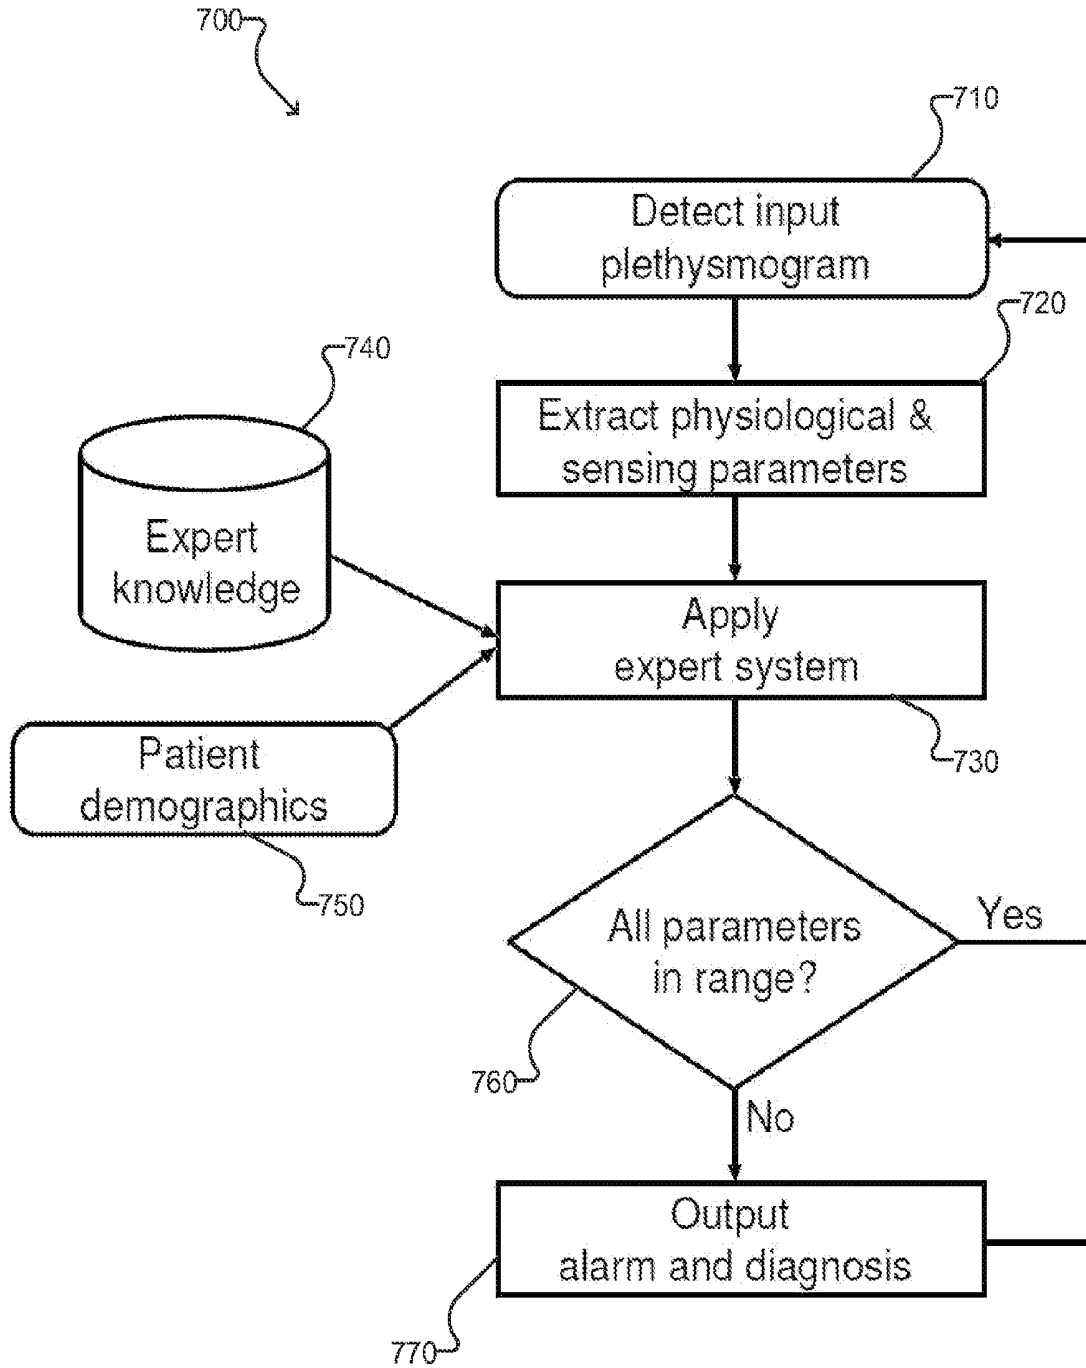 700
710
Detect input
plethysmogram
720
Extract physiological &
sensing parameters
740
Expert
knowledge
Apply
expert system
730
Patient
demographics
750
All parameters
in range?
Yes
760
No
Output
alarm and diagnosis
770